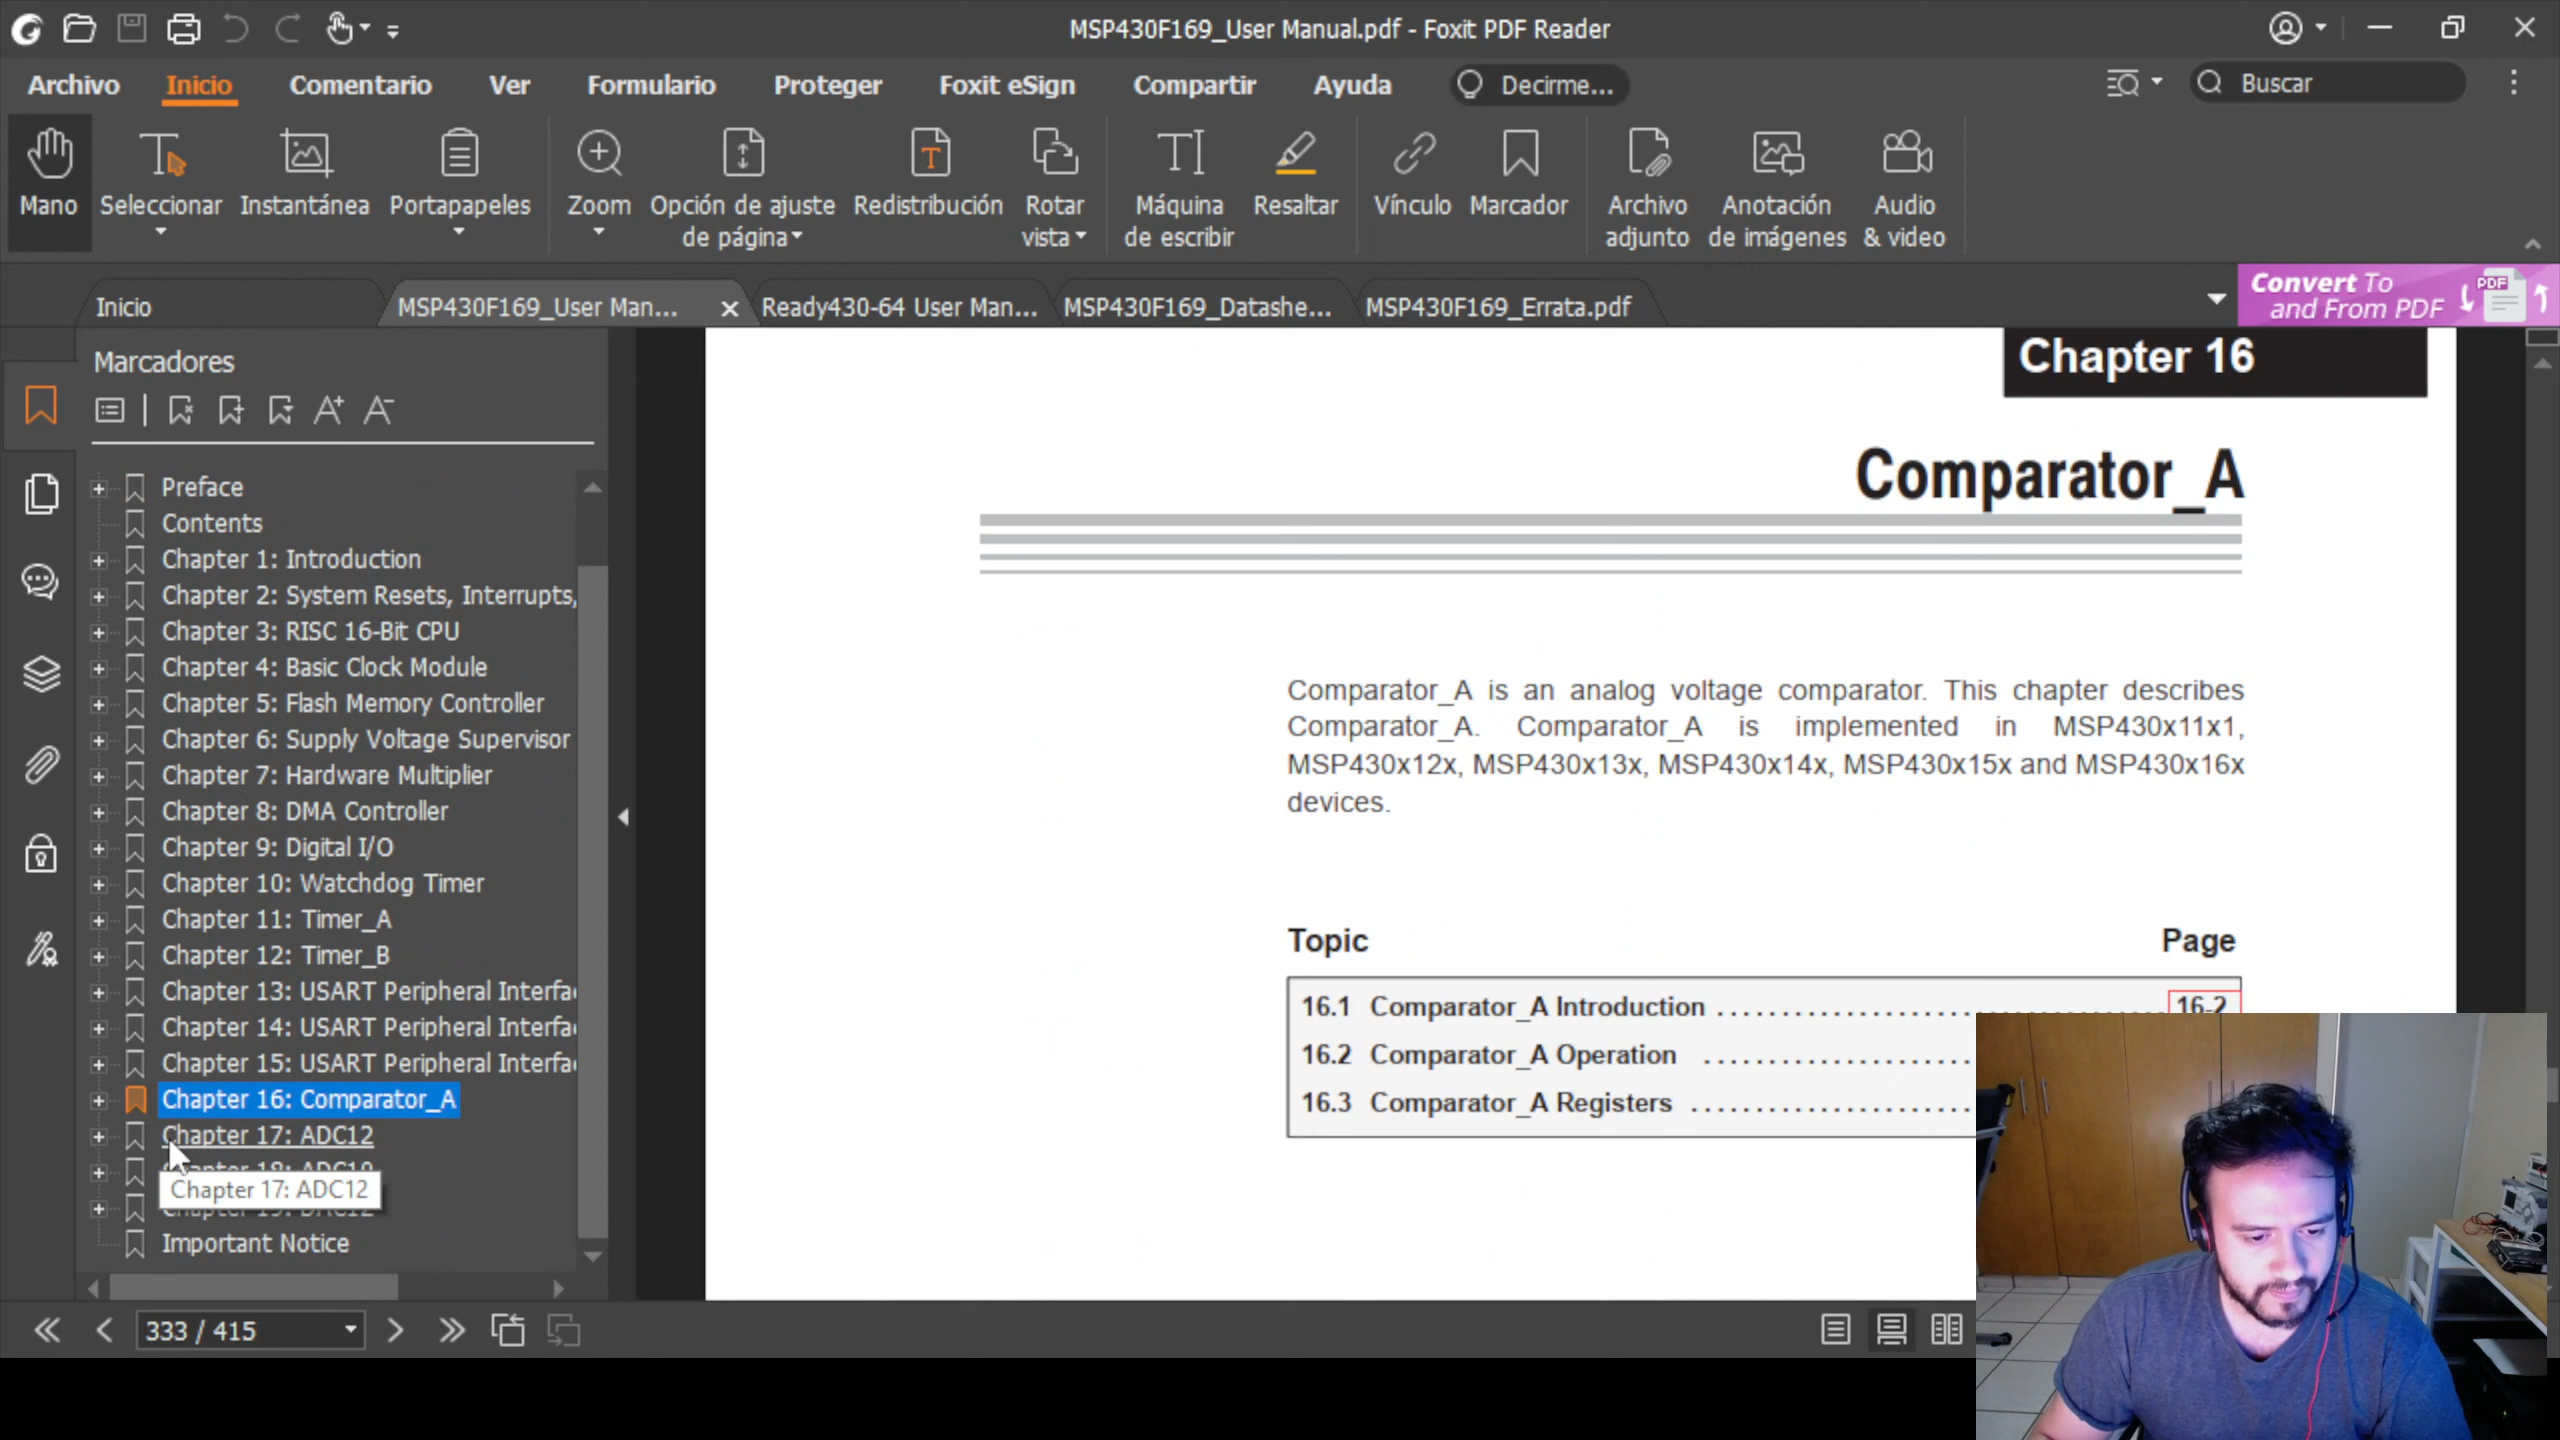 MSP430F169_User Manual.pdf - Foxit PDF Reader
Archivo Inicio Comentario Ver Formulario Proteger Foxit eSign Compartir Ayuda Decirme... Buscar
Mano Seleccionar Instantánea Portapapeles Zoom Opción de ajuste de página Redistribución Rotar vista Máquina de escribir Resaltar Vínculo Marcador Archivo adjunto Anotación de imágenes Audio & video
Inicio MSP430F169_User Man... Ready430-64 User Man... MSP430F169_Datashe... MSP430F169_Errata.pdf
Convert To
and From PDF
PDF
Marcadores
Preface
Contents
Chapter 1: Introduction
Chapter 2: System Resets, Interrupts,
Chapter 3: RISC 16-Bit CPU
Chapter 4: Basic Clock Module
Chapter 5: Flash Memory Controller
Chapter 6: Supply Voltage Supervisor
Chapter 7: Hardware Multiplier
Chapter 8: DMA Controller
Chapter 9: Digital I/O
Chapter 10: Watchdog Timer
Chapter 11: Timer_A
Chapter 12: Timer_B
Chapter 13: USART Peripheral Interfa
Chapter 14: USART Peripheral Interfa
Chapter 15: USART Peripheral Interfa
Chapter 16: Comparator_A
Chapter 17: ADC12
Chapter 17: ADC12
Important Notice
333 / 415
Chapter 16
Comparator_A
Comparator_A is an analog voltage comparator. This chapter describes
Comparator_A. Comparator_A is implemented in MSP430x11x1,
MSP430x12x, MSP430x13x, MSP430x14x, MSP430x15x and MSP430x16x
devices.
Topic Page
16.1 Comparator_A Introduction ..................... 16-2
16.2 Comparator_A Operation .....................
16.3 Comparator_A Registers .....................